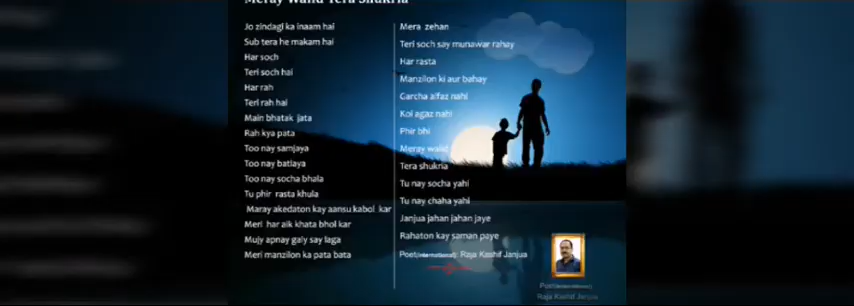 Meray Walid Tera Shukria
Jo zindagi ka inaam hai
Sub tera he makam hai
Har soch
Teri soch hai
Har rah
Teri rah hai
Main bhatak jata
Rah kya pata
Too nay samjaya
Too nay batlaya
Too nay socha bhala
Tu phir rasta khula
Maray akedaton kay aansu kabol kar
Meri har aik khata bhol kar
Mujy apnay galy say laga
Meri manzilon ka pata bata
Mera zehan
Teri soch say munawar rahay
Har rasta
Manzilon ki aur bahay
Garcha alfaz nahi
Koi agaz nahi
Phir bhi
Meray walid
Tera shukria
Tu nay socha yahi
Tu nay chaha yahi
Janjua jahan jahan jaye
Rahaton kay saman paye
Poet(International): Raja Kashif Janjua
Poet(International)
Raja Kashif Janjua